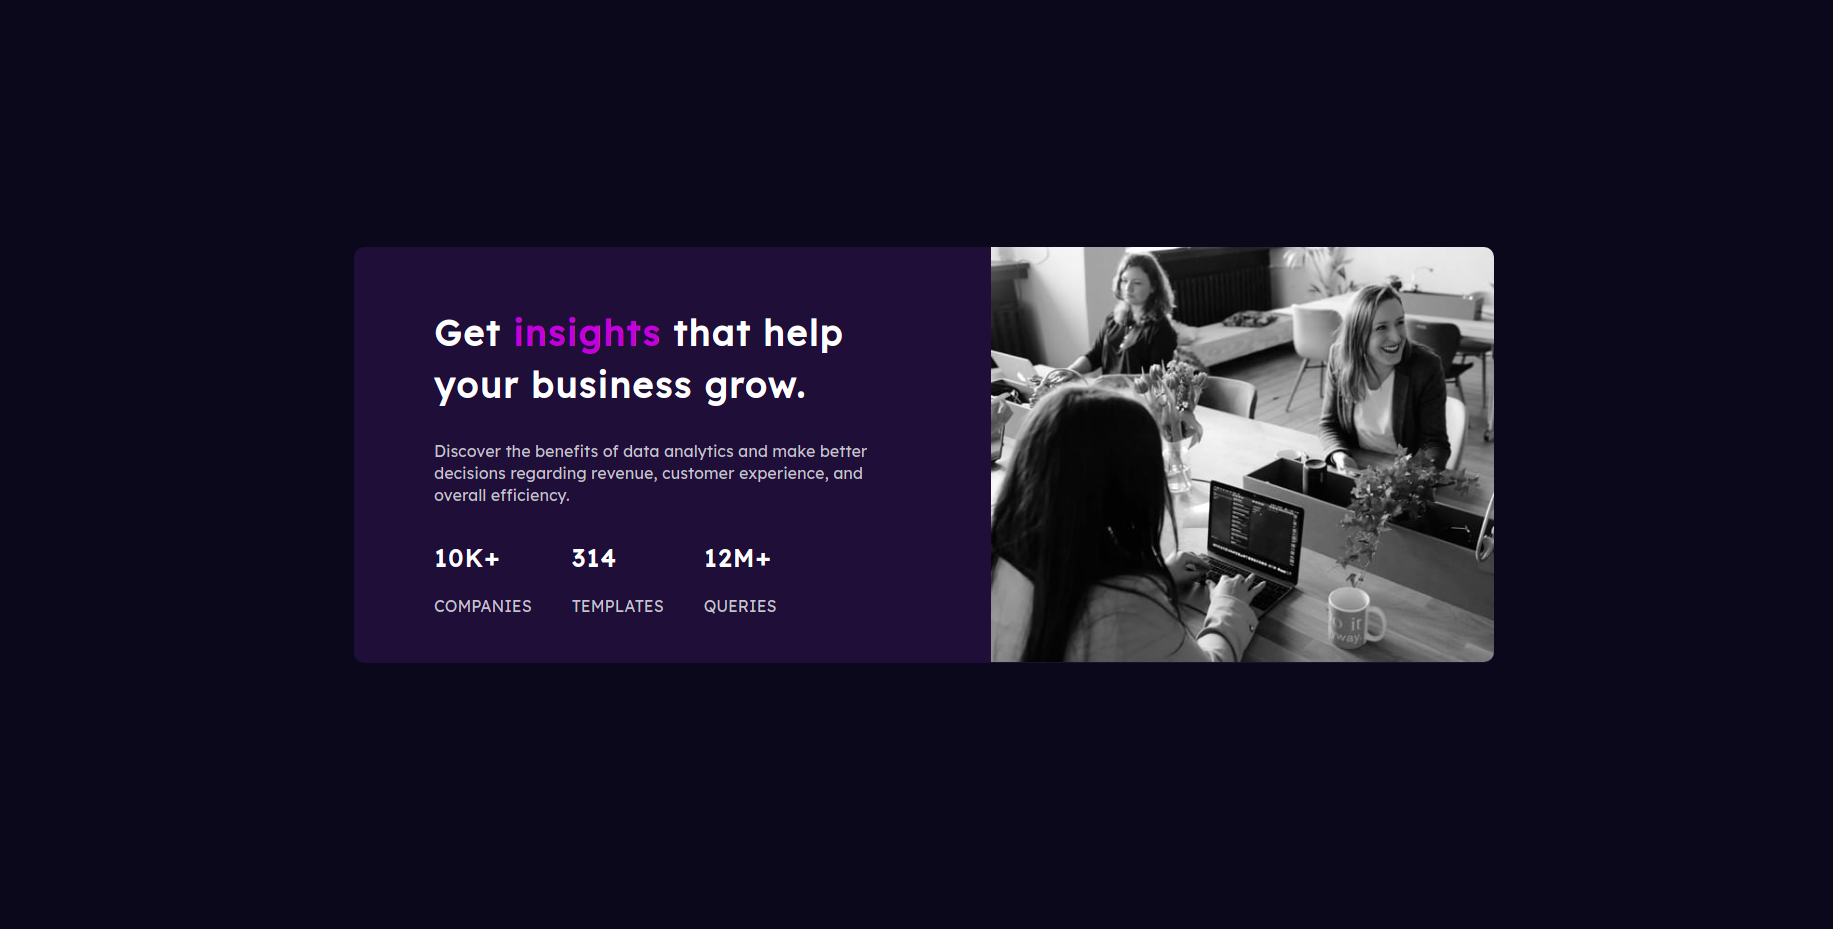 Get insights that help
your business grow.
Discover the benefits of data analytics and make better
decisions regarding revenue, customer experience, and
overall efficiency.
10K+ 314 12M+
COMPANIES TEMPLATES QUERIES